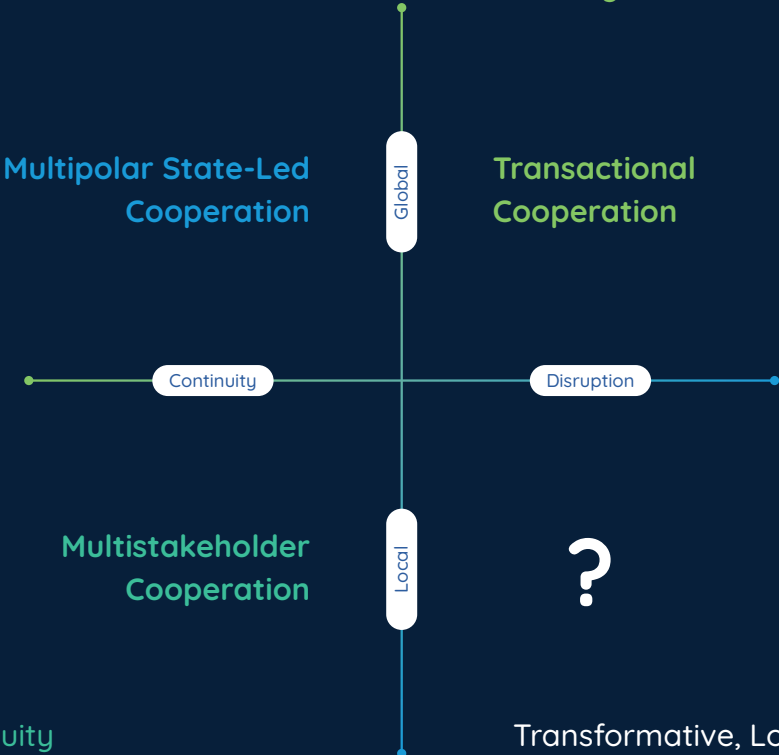 Multipolar State-Led
Cooperation
Global
Transactional
Cooperation
Continuity
Disruption
Multistakeholder
Cooperation
Local
?
uity
Transformative, Lo